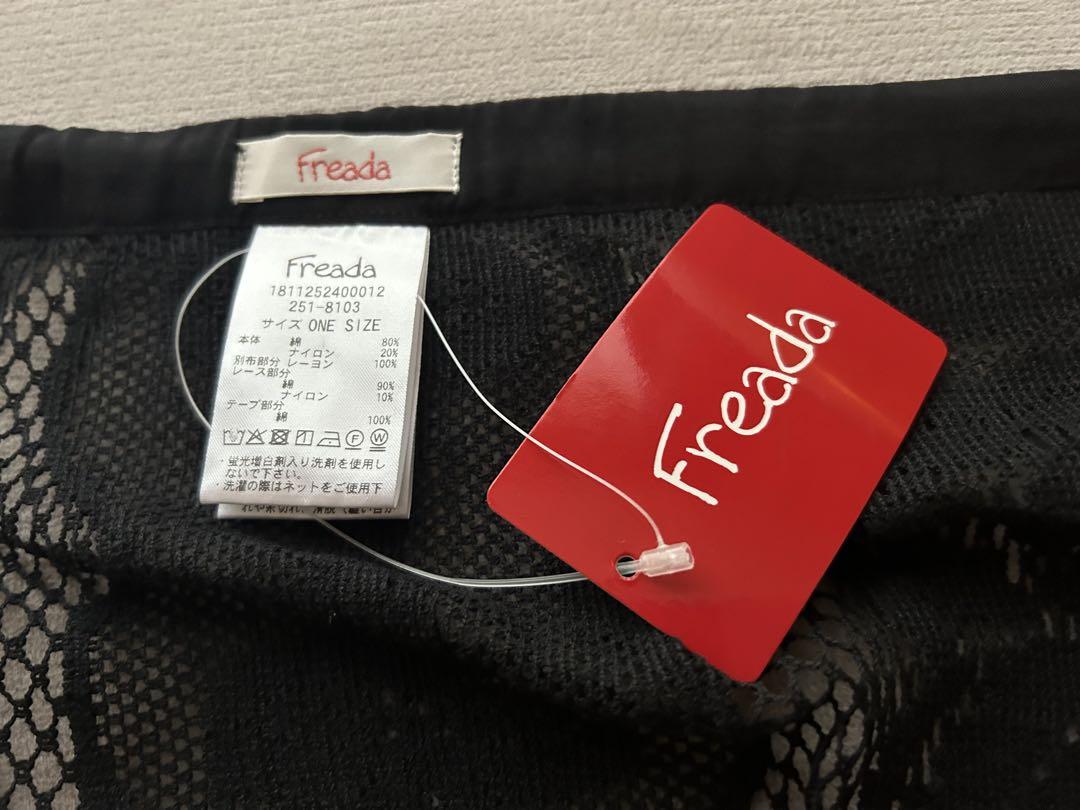 Freada
Freada
1811252400012
251-8103
サイズ ONE SIZE
本体 綿 80%
ナイロン 20%
別布部分 レーヨン 100%
レース部分
綿 90%
ナイロン 10%
テープ部分
綿 100%
F W
・蛍光増白剤入り洗剤を使用し
ないで下さい。
・洗濯の際はネットをご使用下
Freada